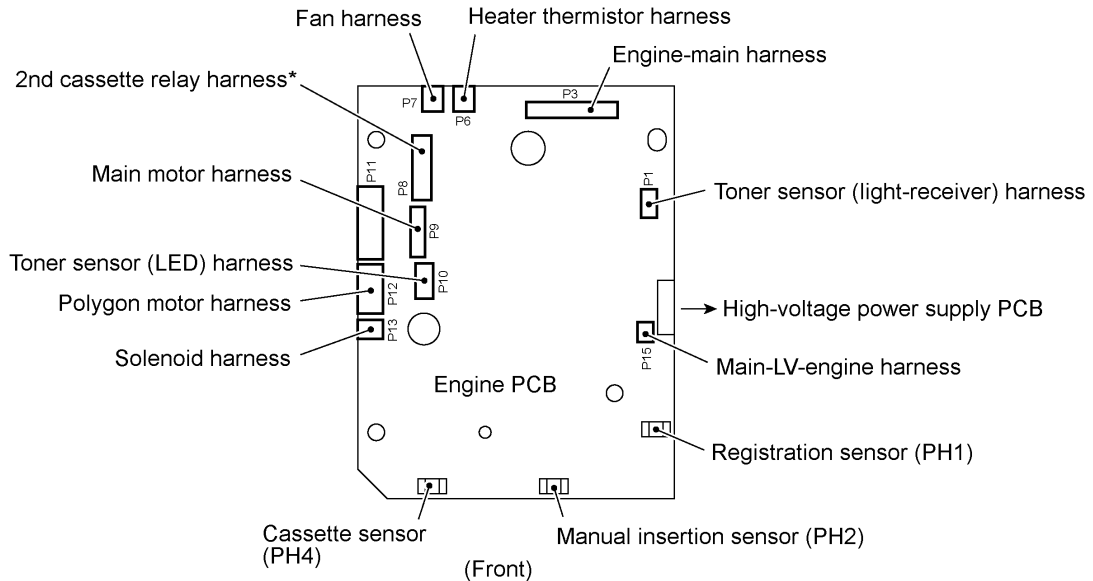 Fan harness
Heater thermistor harness
Engine-main harness
2nd cassette relay harness*
P7
P6
P3
P11
P8
P1
Main motor harness
Toner sensor (light-receiver) harness
P9
Toner sensor (LED) harness
P10
P12
Polygon motor harness
High-voltage power supply PCB
P13
Solenoid harness
P15
Main-LV-engine harness
Engine PCB
Registration sensor (PH1)
Cassette sensor
(PH4)
Manual insertion sensor (PH2)
(Front)